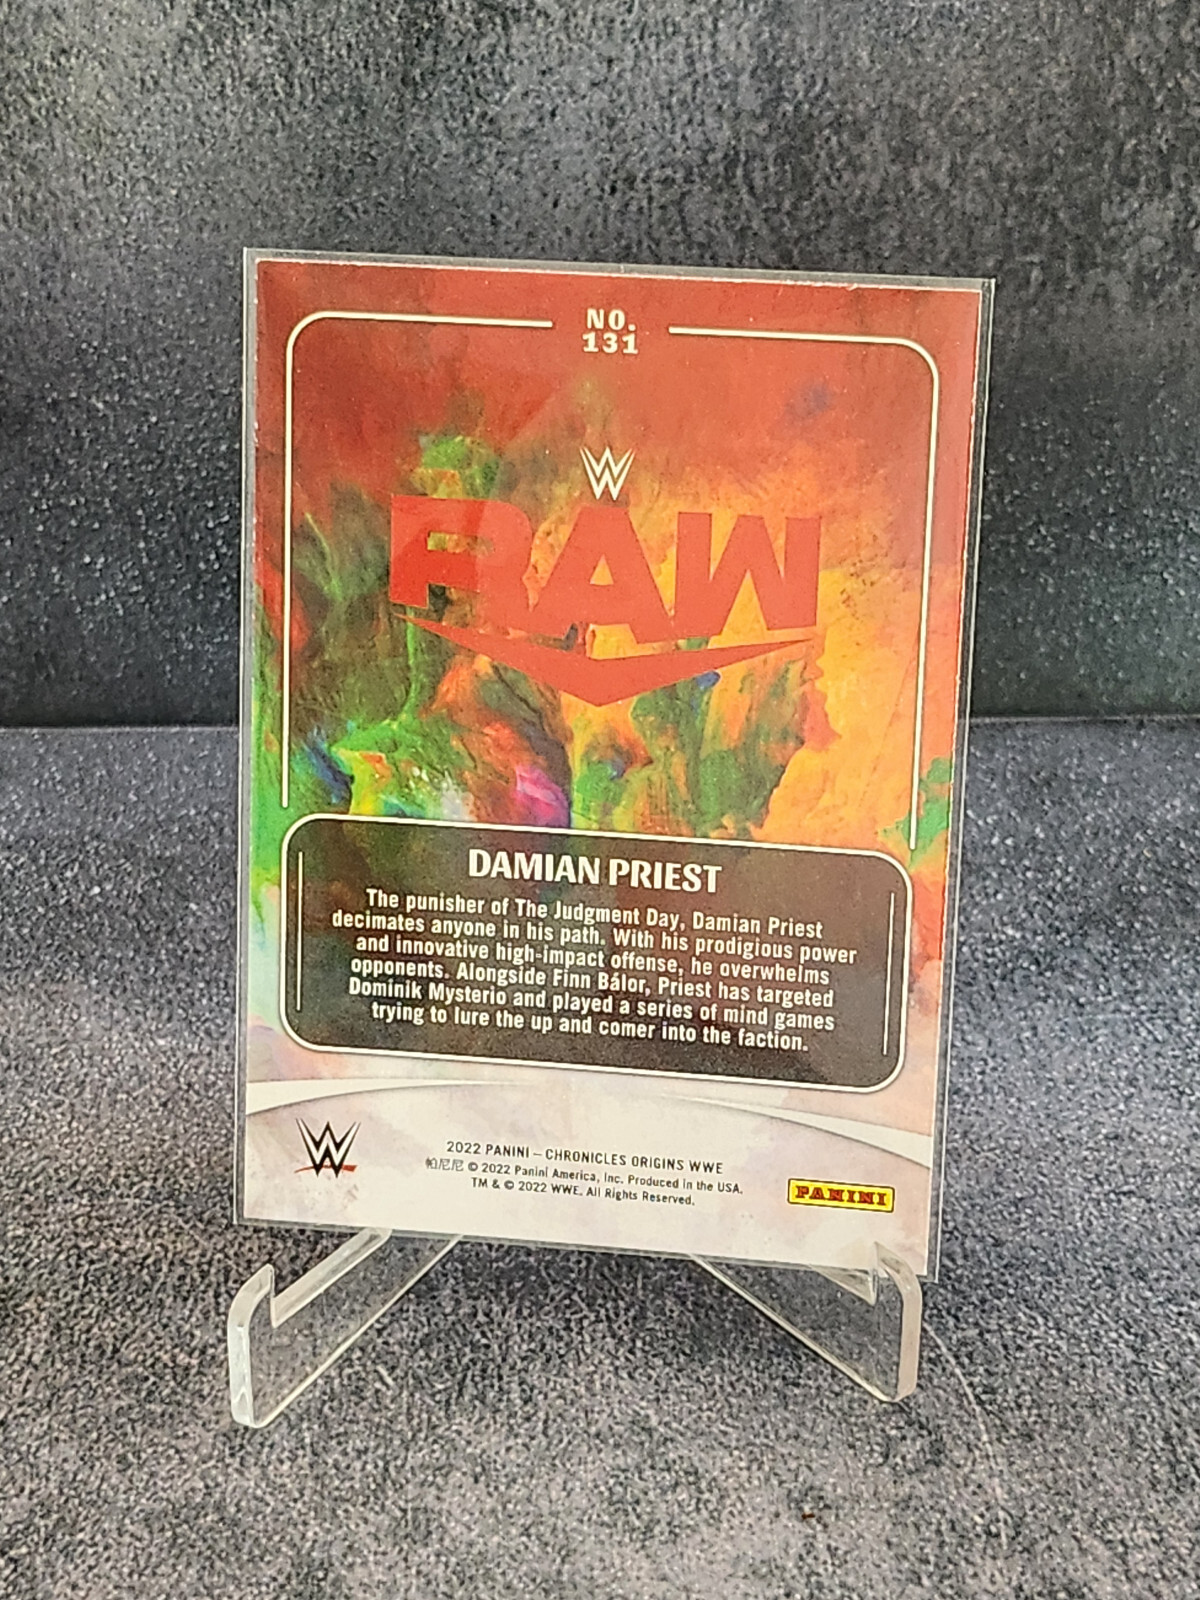 NO.
131
W
RAW
DAMIAN PRIEST
The punisher of The Judgment Day, Damian Priest
decimates anyone in his path. With his prodigious power
and innovative high-impact offense, he overwhelms
opponents. Alongside Finn Bálor, Priest has targeted
Dominik Mysterio and played a series of mind games
trying to lure the up and comer into the faction.
W
2022 PANINI – CHRONICLES ORIGINS WWE
帕尼尼 © 2022 Panini America, Inc. Produced in the USA.
TM & © 2022 WWE. All Rights Reserved.
PANINI